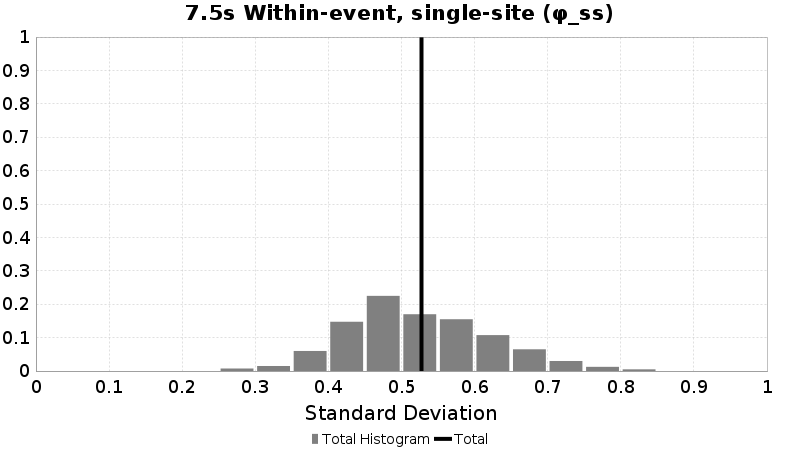 7.5s Within-event, single-site (φ_ss)
1
0.9
0.8
0.7
0.6
0.5
0.4
0.3
0.2
0.1
0
0 0.1 0.2 0.3 0.4 0.5 0.6 0.7 0.8 0.9 1
Standard Deviation
Total Histogram Total